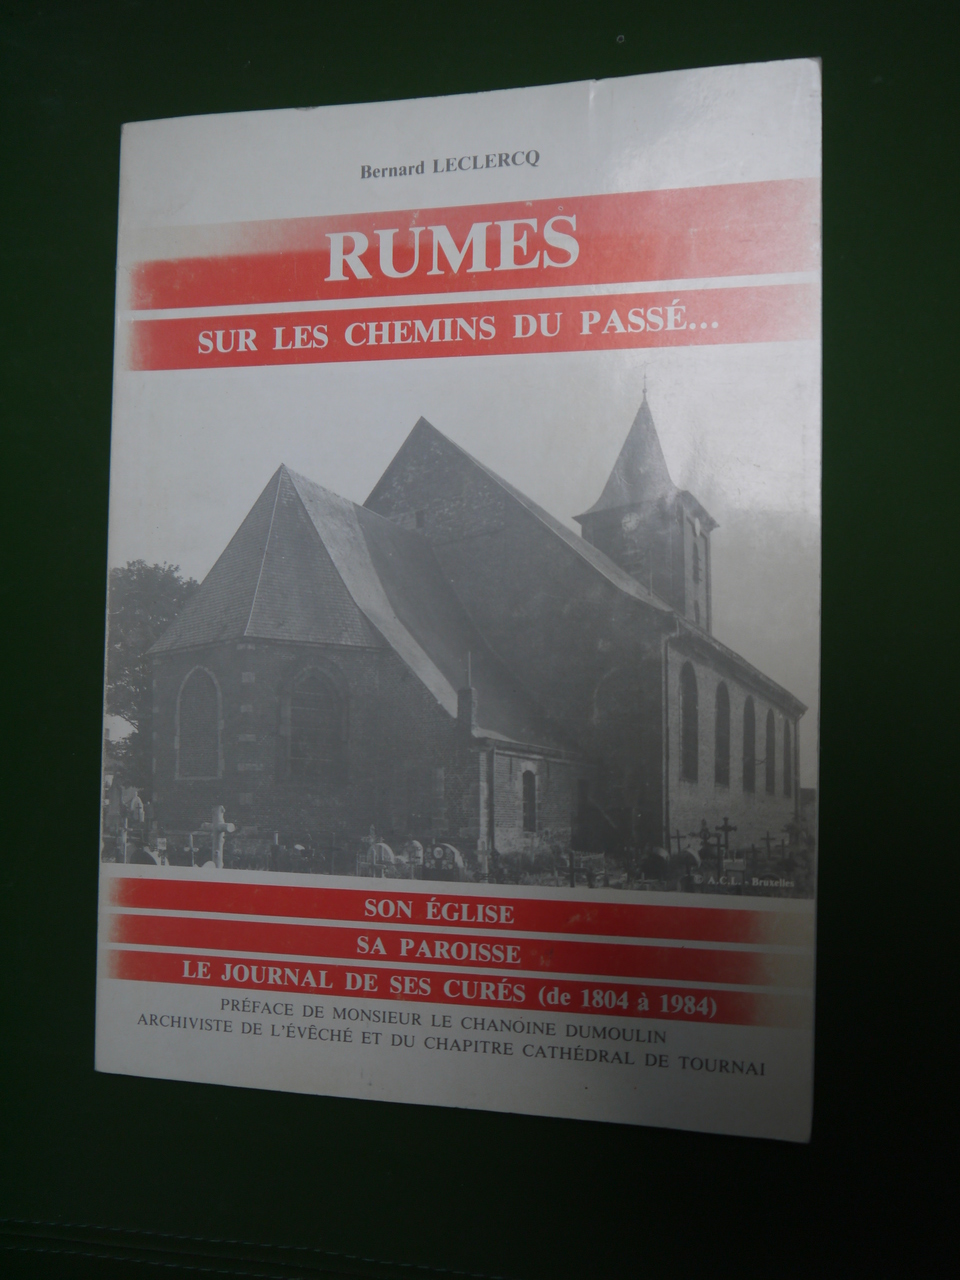 Bernard LECLERCQ
RUMES
SUR LES CHEMINS DU PASSÉ...
© A.C.L. - Bruxelles
SON ÉGLISE
SA PAROISSE
LE JOURNAL DE SES CURÉS (de 1804 à 1984)
PRÉFACE DE MONSIEUR LE CHANOINE DUMOULIN
ARCHIVISTE DE L'ÉVÊCHÉ ET DU CHAPITRE CATHÉDRAL DE TOURNAI